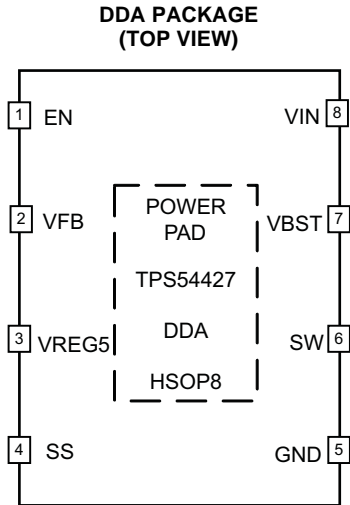 DDA PACKAGE
(TOP VIEW)
1 EN
VIN 8
2 VFB
POWER
PAD
VBST 7
TPS54427
3 VREG5
DDA
SW 6
HSOP8
4 SS
GND 5